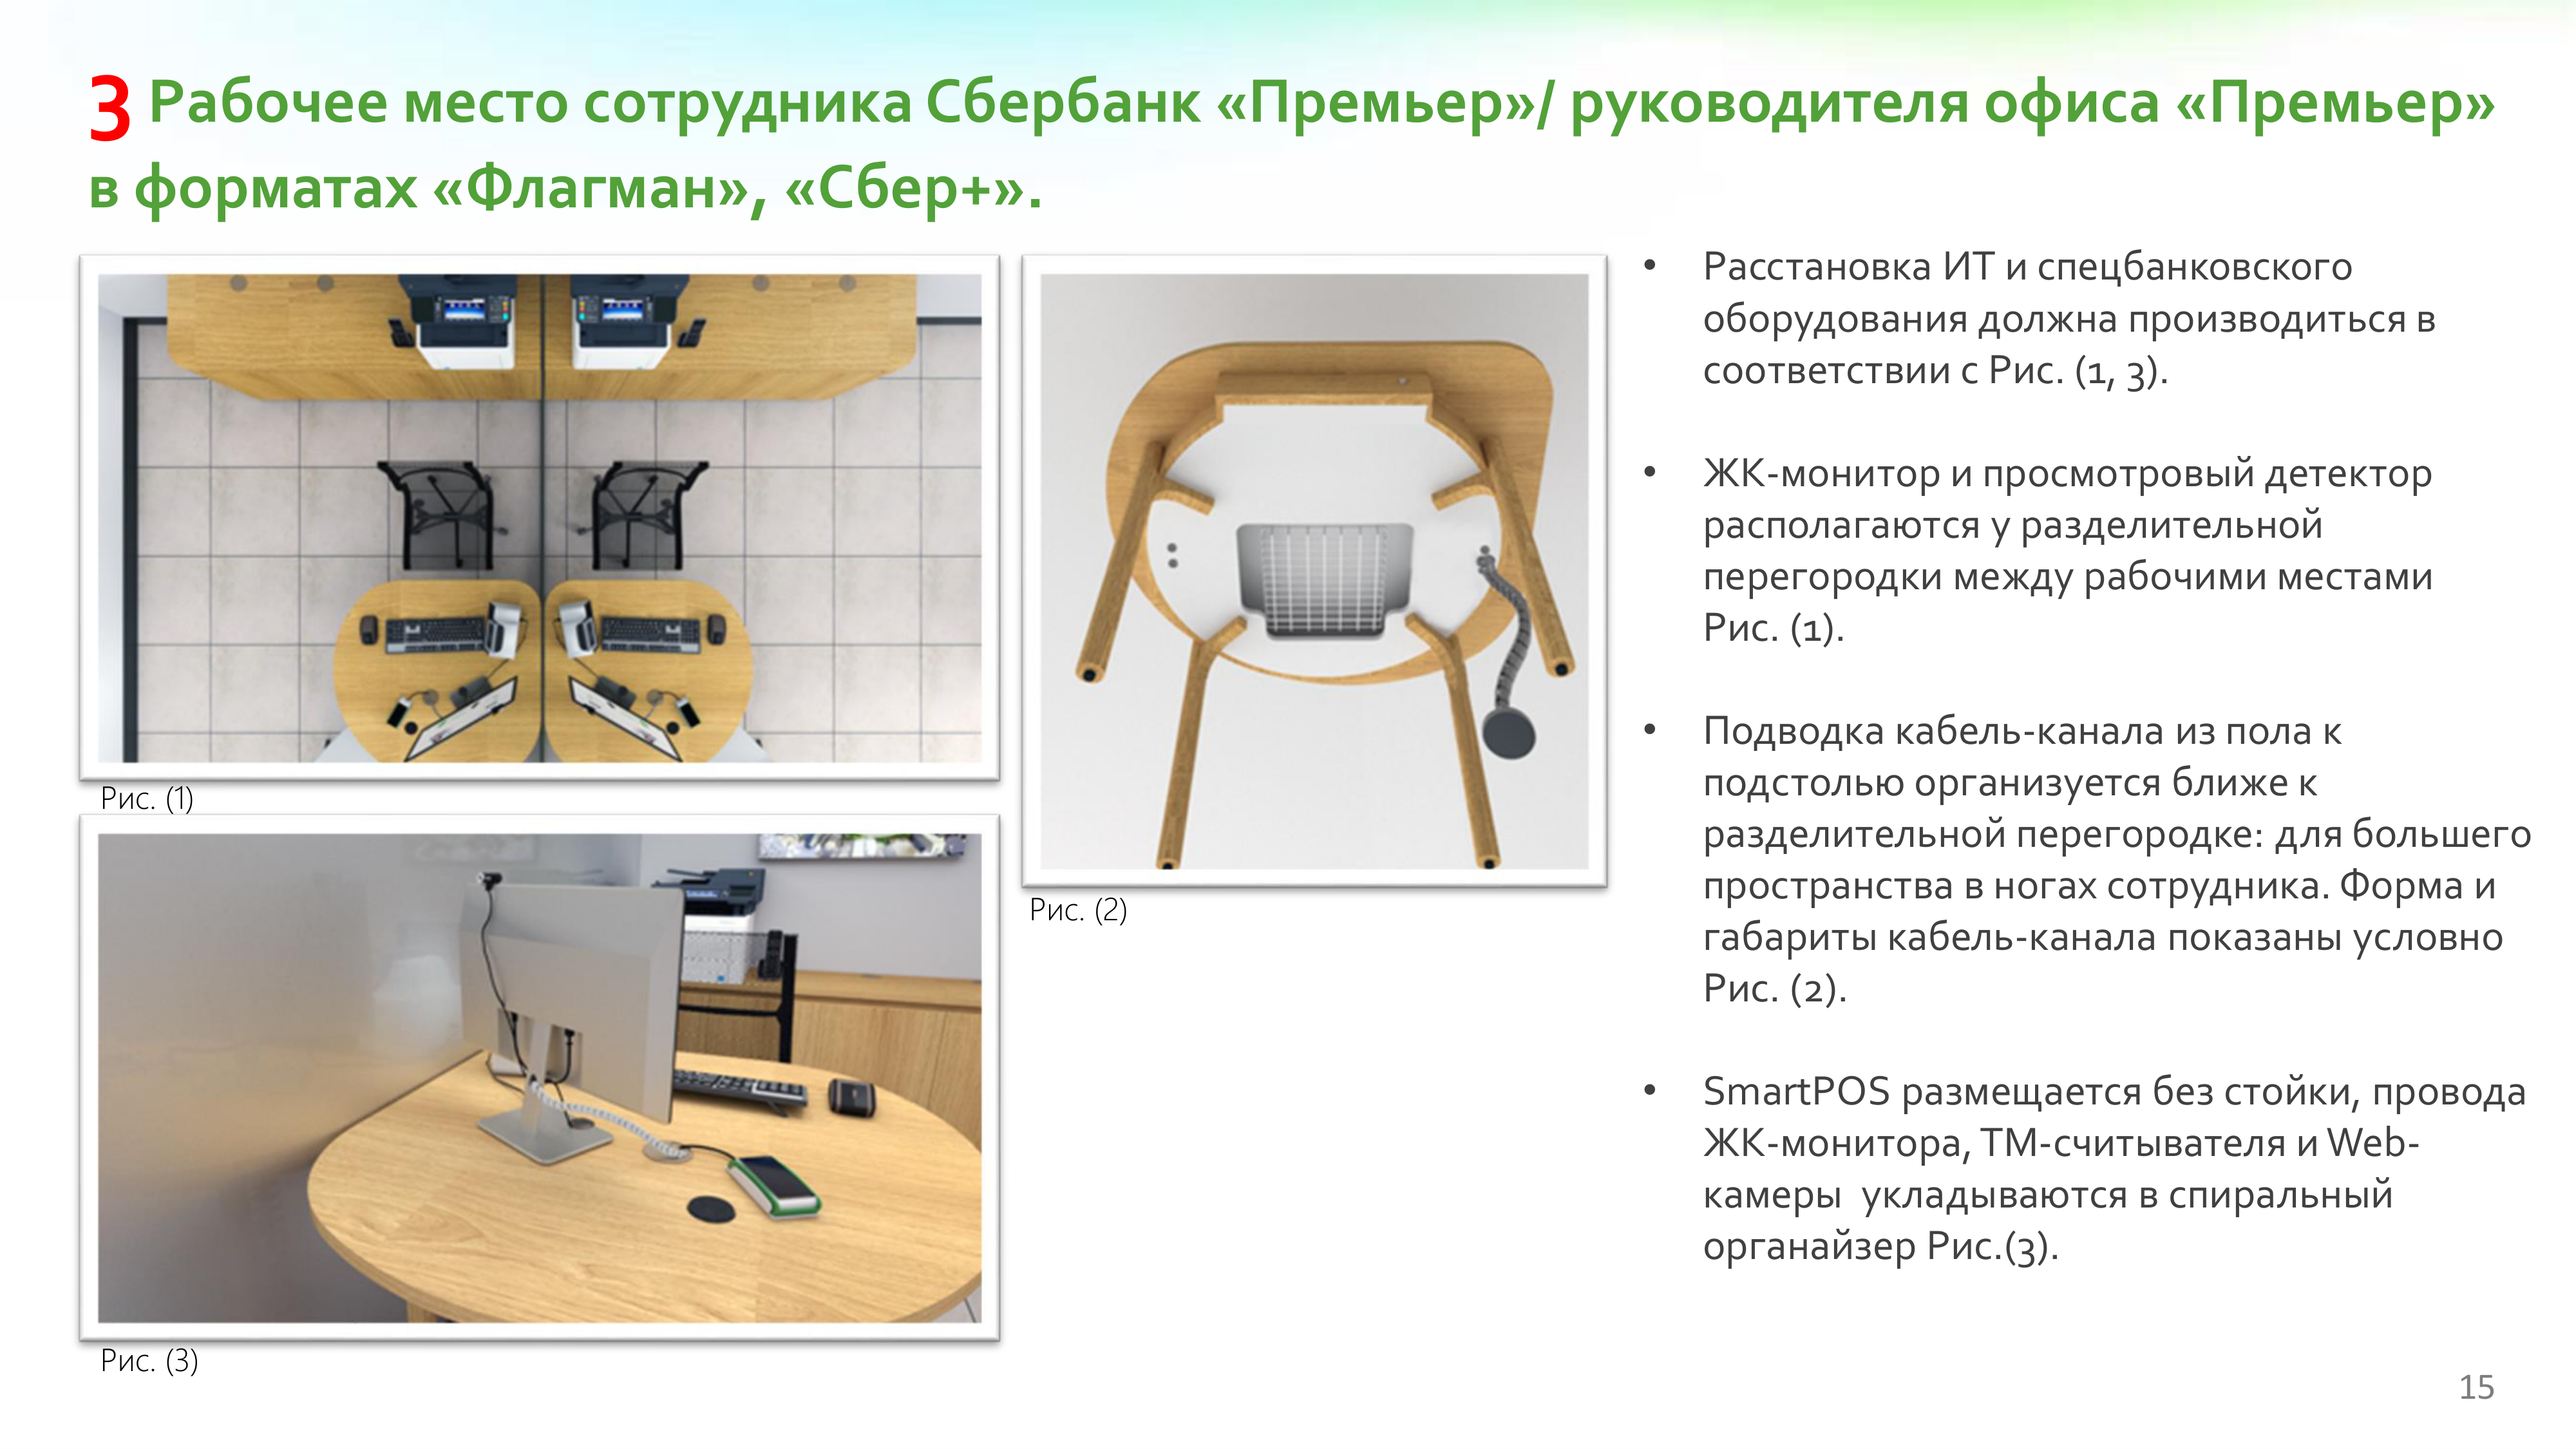 3 Рабочее место сотрудника Сбербанк «Премьер»/ руководителя офиса «Премьер»
в форматах «Флагман», «Сбер+».
Рис. (1)
Рис. (2)
Рис. (3)
• Расстановка ИТ и спецбанковского
оборудования должна производиться в
соответствии с Рис. (1, 3).
• ЖК-монитор и просмотровый детектор
располагаются у разделительной
перегородки между рабочими местами
Рис. (1).
• Подводка кабель-канала из пола к
подстолью организуется ближе к
разделительной перегородке: для большего
пространства в ногах сотрудника. Форма и
габариты кабель-канала показаны условно
Рис. (2).
• SmartPOS размещается без стойки, провода
ЖК-монитора, ТМ-считывателя и Web-
камеры  укладываются в спиральный
органайзер Рис.(3).
15